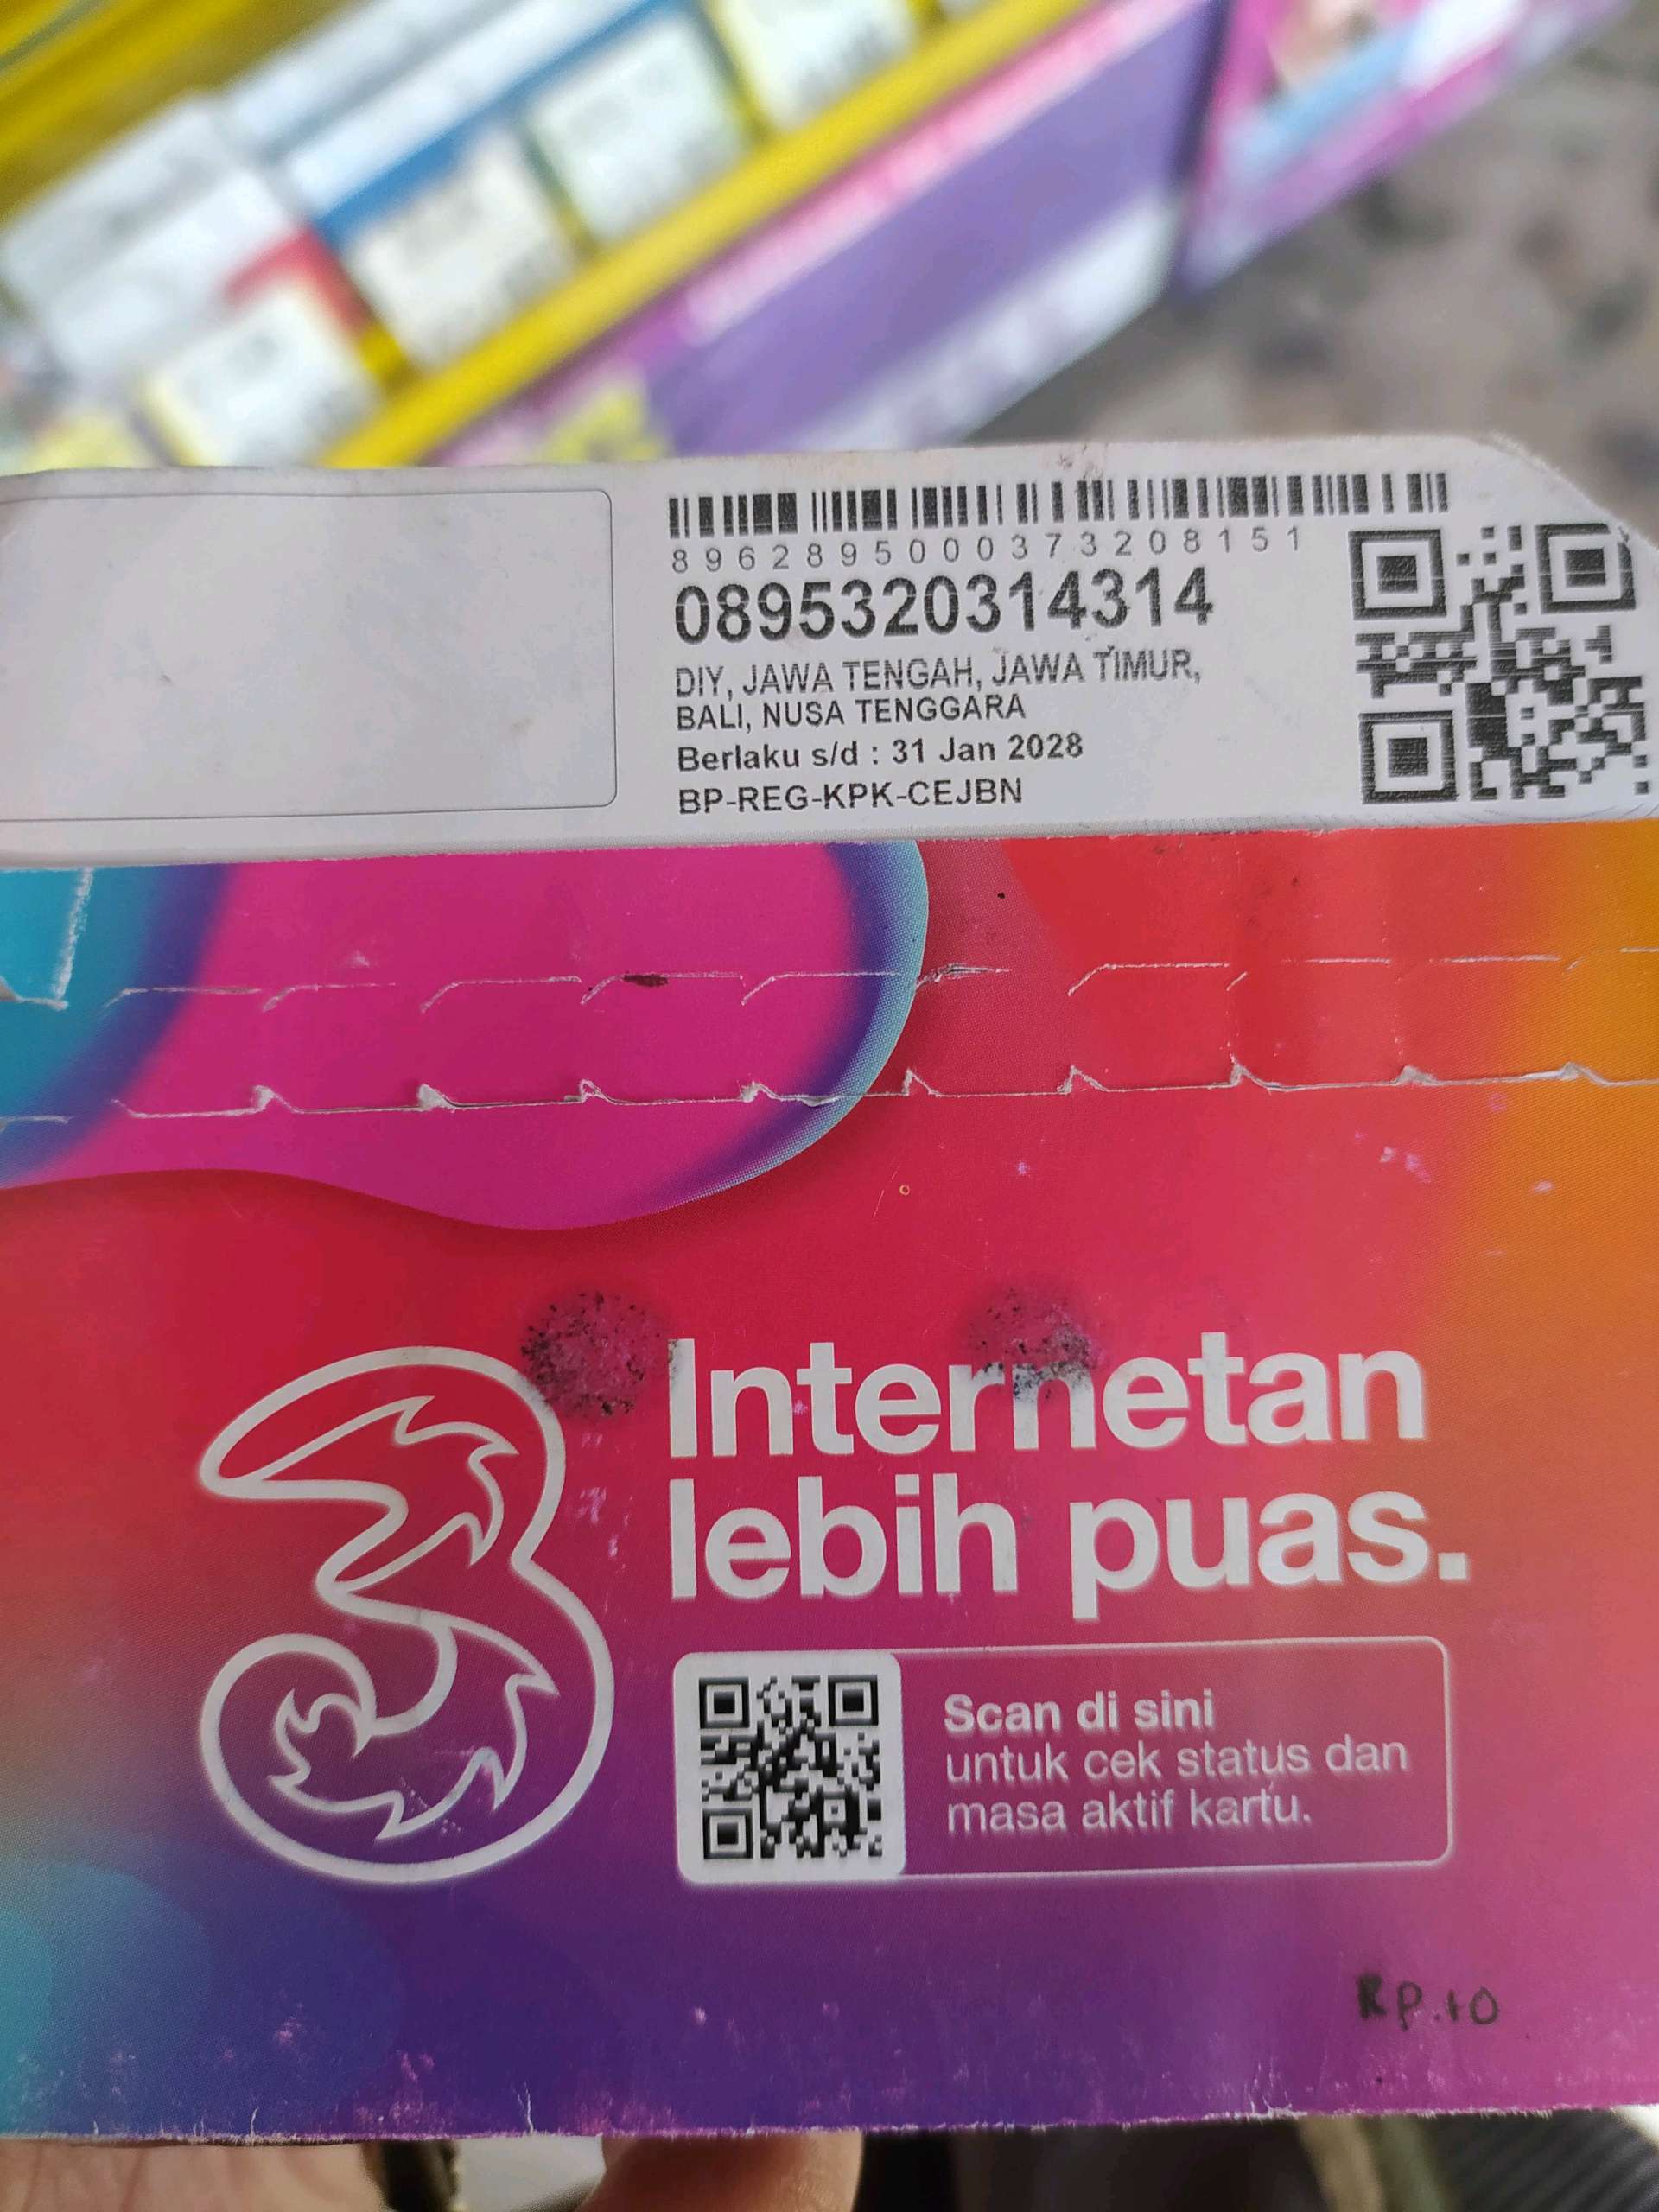 8962895000373208151
0895320314314
DIY, JAWA TENGAH, JAWA TIMUR,
BALI, NUSA TENGGARA
Berlaku s/d : 31 Jan 2028
BP-REG-KPK-CEJBN
3
Internetan
lebih puas.
Scan di sini
untuk cek status dan
masa aktif kartu.
RP.10